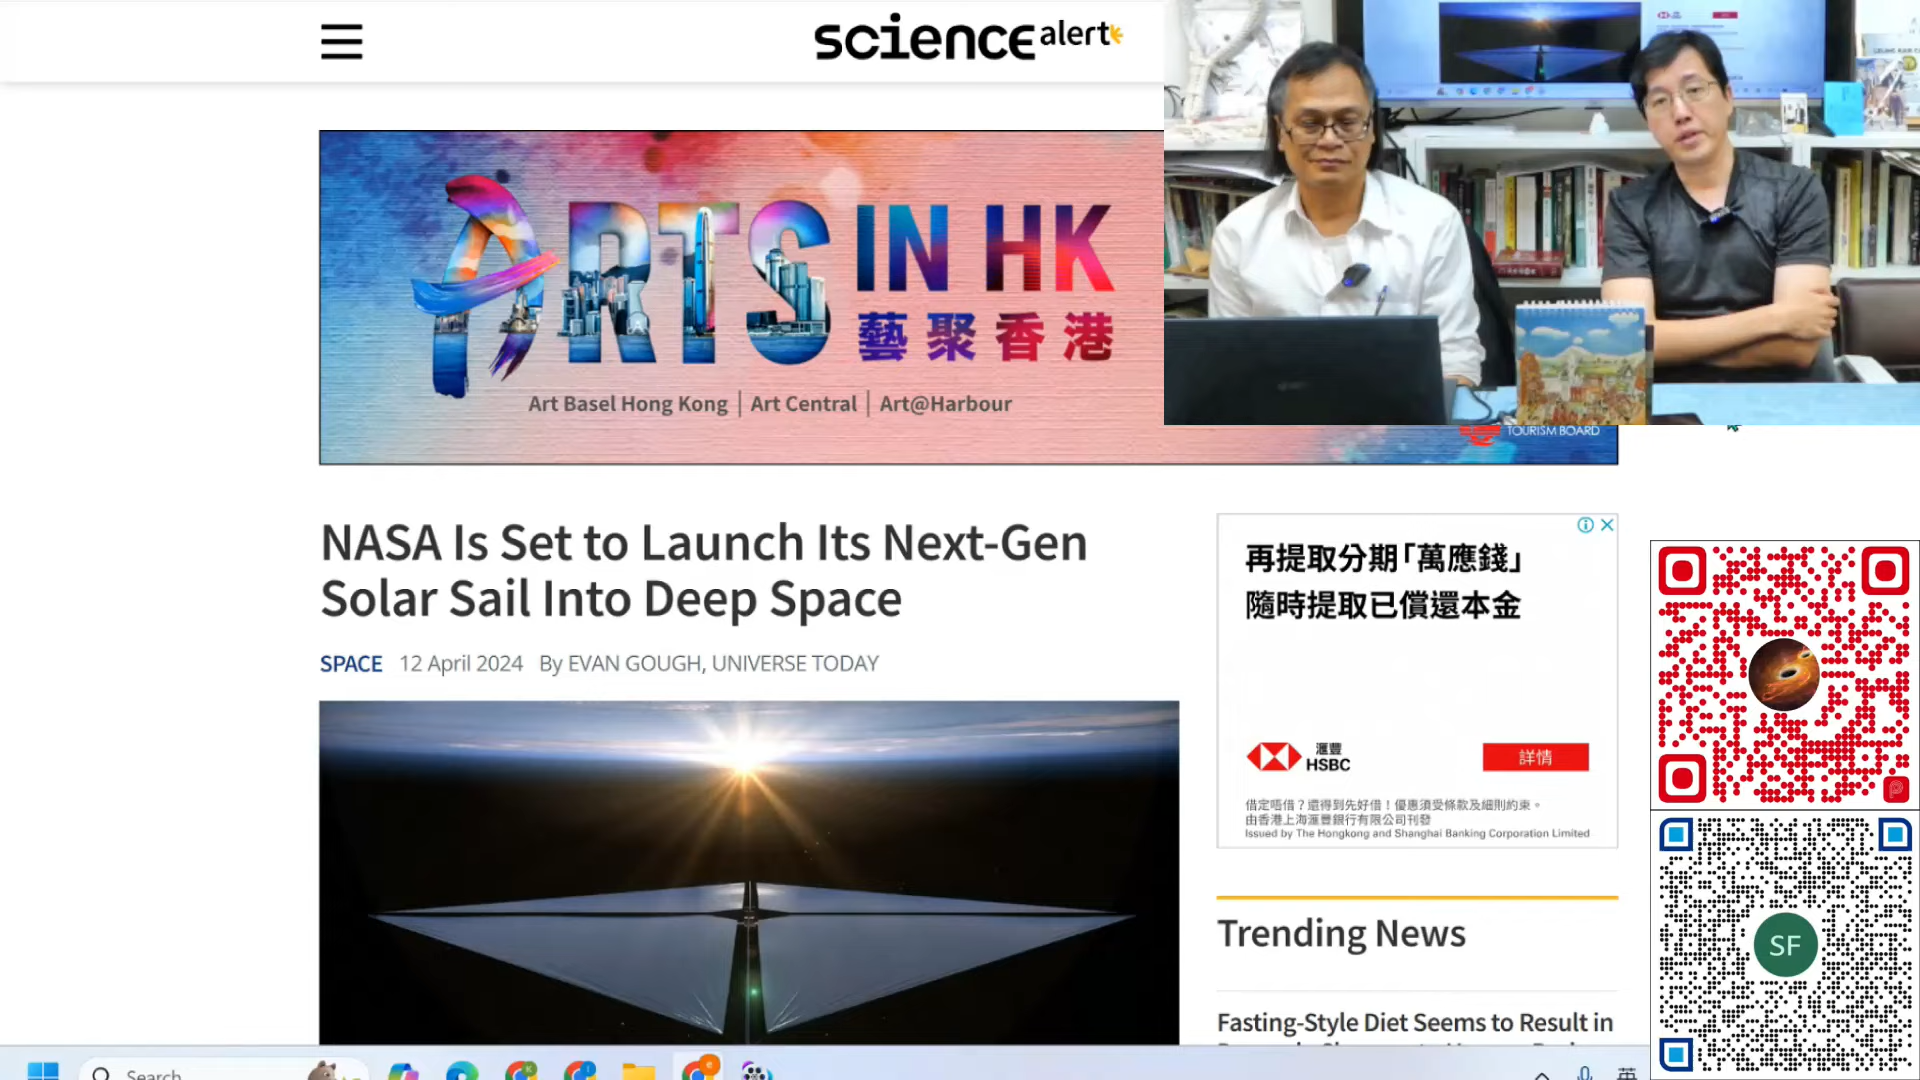 science alert
ARTS IN HK
藝聚香港
Art Basel Hong Kong | Art Central | Art@Harbour
TOURISM BOARD
NASA Is Set to Launch Its Next-Gen
Solar Sail Into Deep Space
SPACE 12 April 2024 By EVAN GOUGH, UNIVERSE TODAY
再提取分期「萬應錢」
隨時提取已償還本金
滙豐
HSBC
詳情
借定唔借？還得到先好借！優惠須受條款及細則約束。
由香港上海滙豐銀行有限公司刊發
Issued by The Hongkong and Shanghai Banking Corporation Limited
Trending News
Fasting-Style Diet Seems to Result in
SF
Search
英